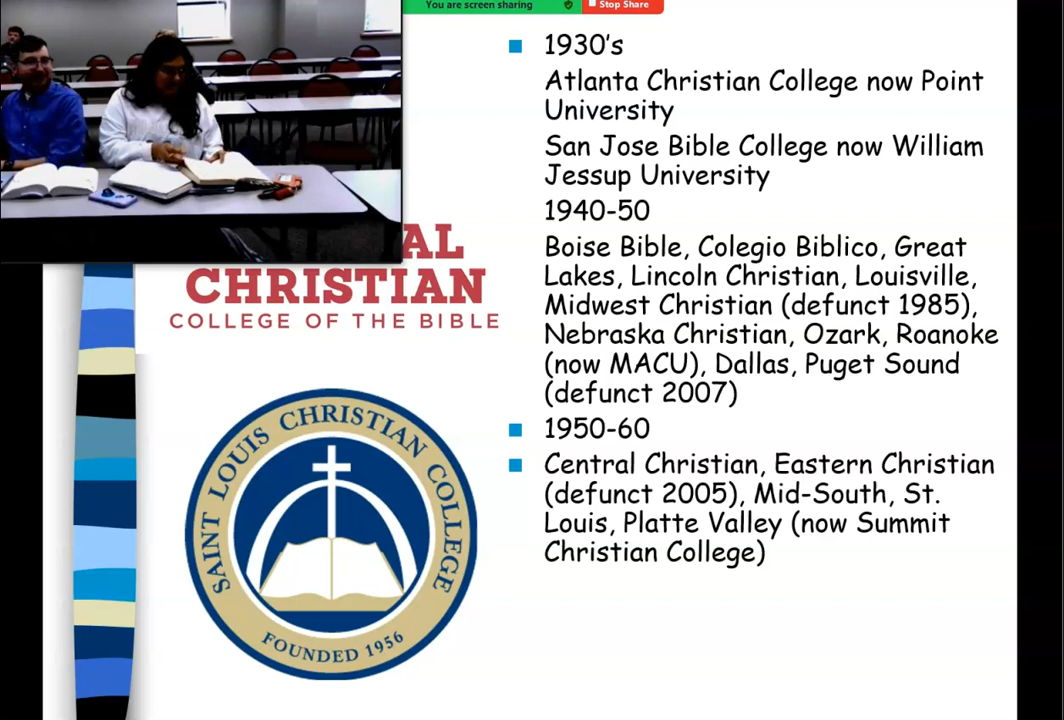 You are screen sharing
Stop Share
1930's
Atlanta Christian College now Point
University
San Jose Bible College now William
Jessup University
1940-50
Boise Bible, Colegio Biblico, Great
Lakes, Lincoln Christian, Louisville,
Midwest Christian (defunct 1985),
Nebraska Christian, Ozark, Roanoke
(now MACU), Dallas, Puget Sound
(defunct 2007)
1950-60
Central Christian, Eastern Christian
(defunct 2005), Mid-South, St.
Louis, Platte Valley (now Summit
Christian College)
AL
CHRISTIAN
COLLEGE OF THE BIBLE
SAINT LOUIS CHRISTIAN COLLEGE
FOUNDED 1956